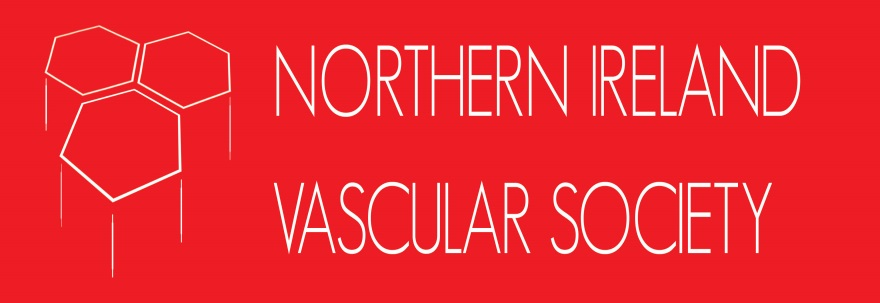 NORTHERN IRELAND
VASCULAR SOCIETY